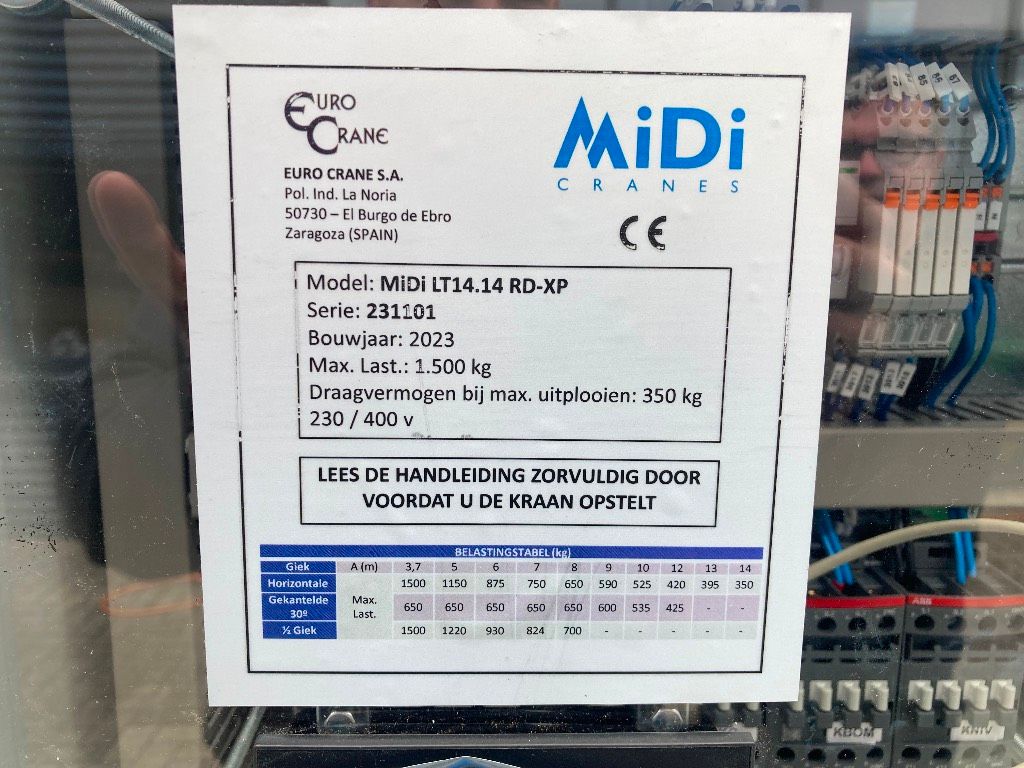 EURO
CRANE
EURO CRANE S.A.
Pol. Ind. La Noria
50730 – El Burgo de Ebro
Zaragoza (SPAIN)
MiDi
CRANES
CE
Model: MiDi LT14.14 RD-XP
Serie: 231101
Bouwjaar: 2023
Max. Last.: 1.500 kg
Draagvermogen bij max. uitplooien: 350 kg
230 / 400 v
LEES DE HANDLEIDING ZORVULDIG DOOR
VOORDAT U DE KRAAN OPSTELT
BELASTINGSTABEL (kg)
Giek A (m) 3,7 5 6 7 8 9 10 12 13 14
Horizontale Max. Last. 1500 1150 875 750 650 590 525 420 395 350
Gekantelde 30º 650 650 650 650 650 600 535 425 - -
½ Giek 1500 1220 930 824 700 - - - - -
ABB
KBOM
KNIV